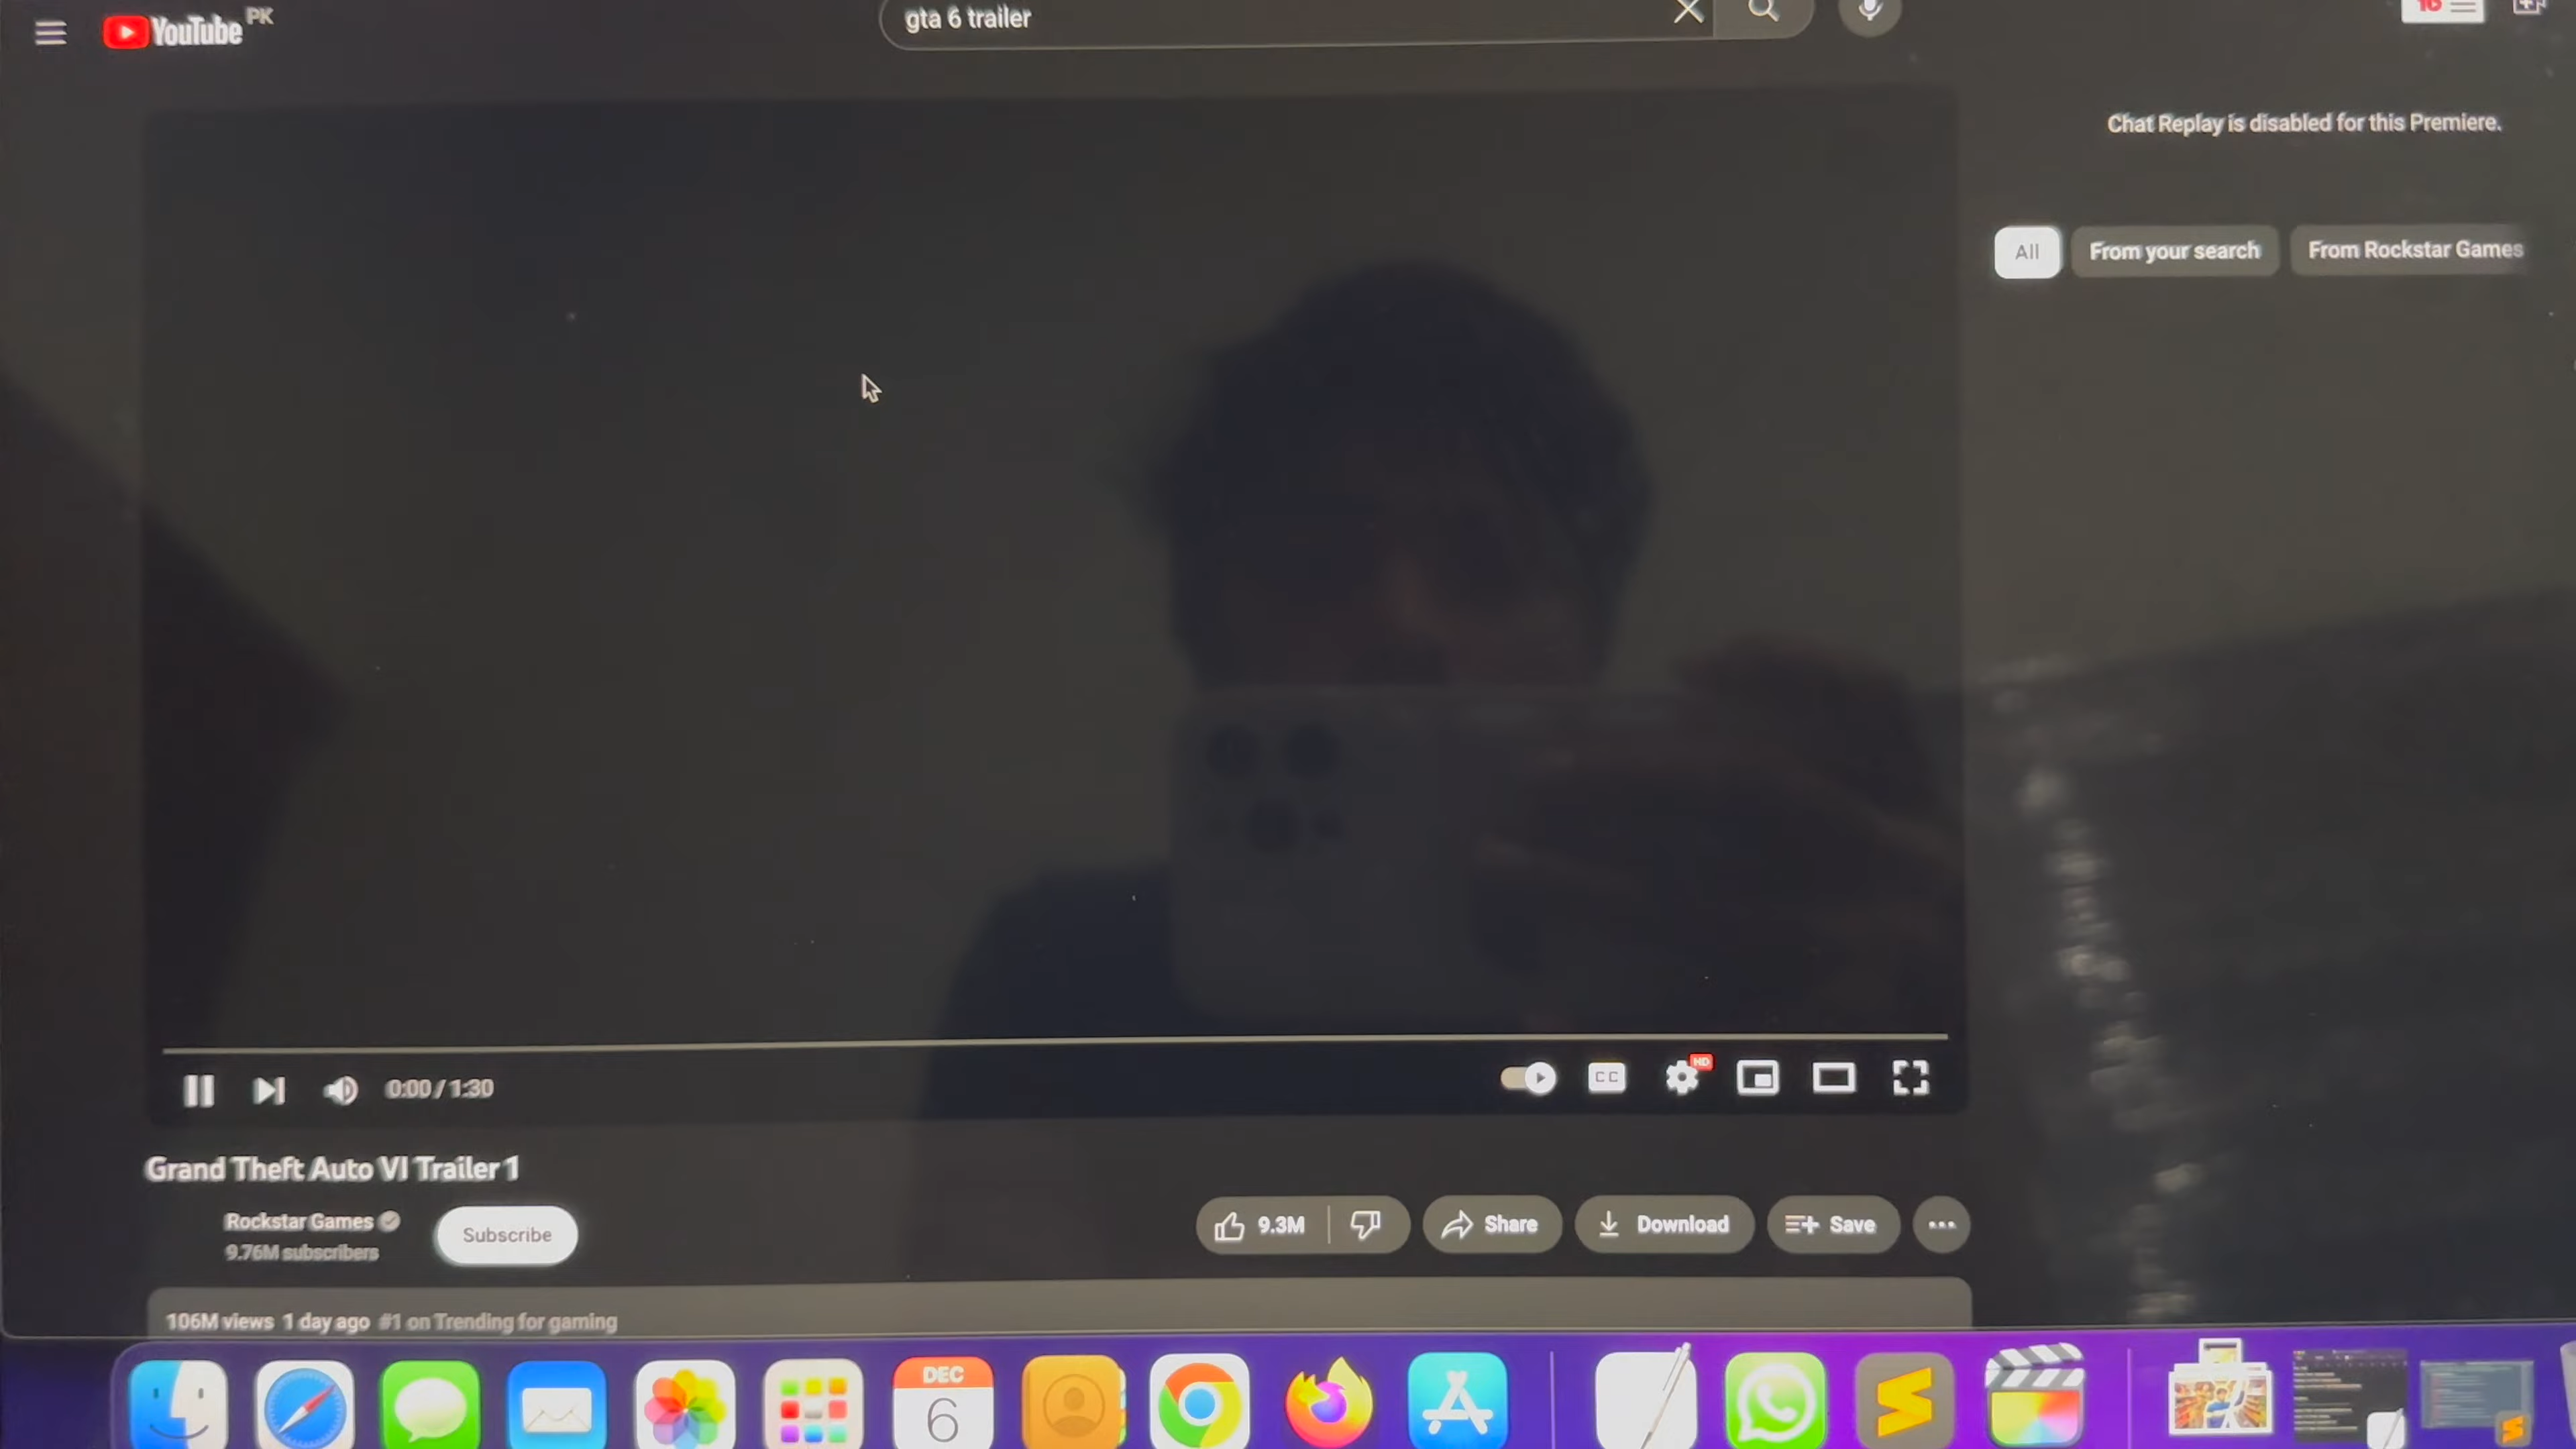 YouTube PK
gta 6 trailer
Chat Replay is disabled for this Premiere.
All
From your search
From Rockstar Games
0:00 / 1:30
CC
HD
Grand Theft Auto VI Trailer 1
Rockstar Games
9.76M subscribers
Subscribe
9.3M
Share
Download
Save
106M views 1 day ago #1 on Trending for gaming
DEC
6